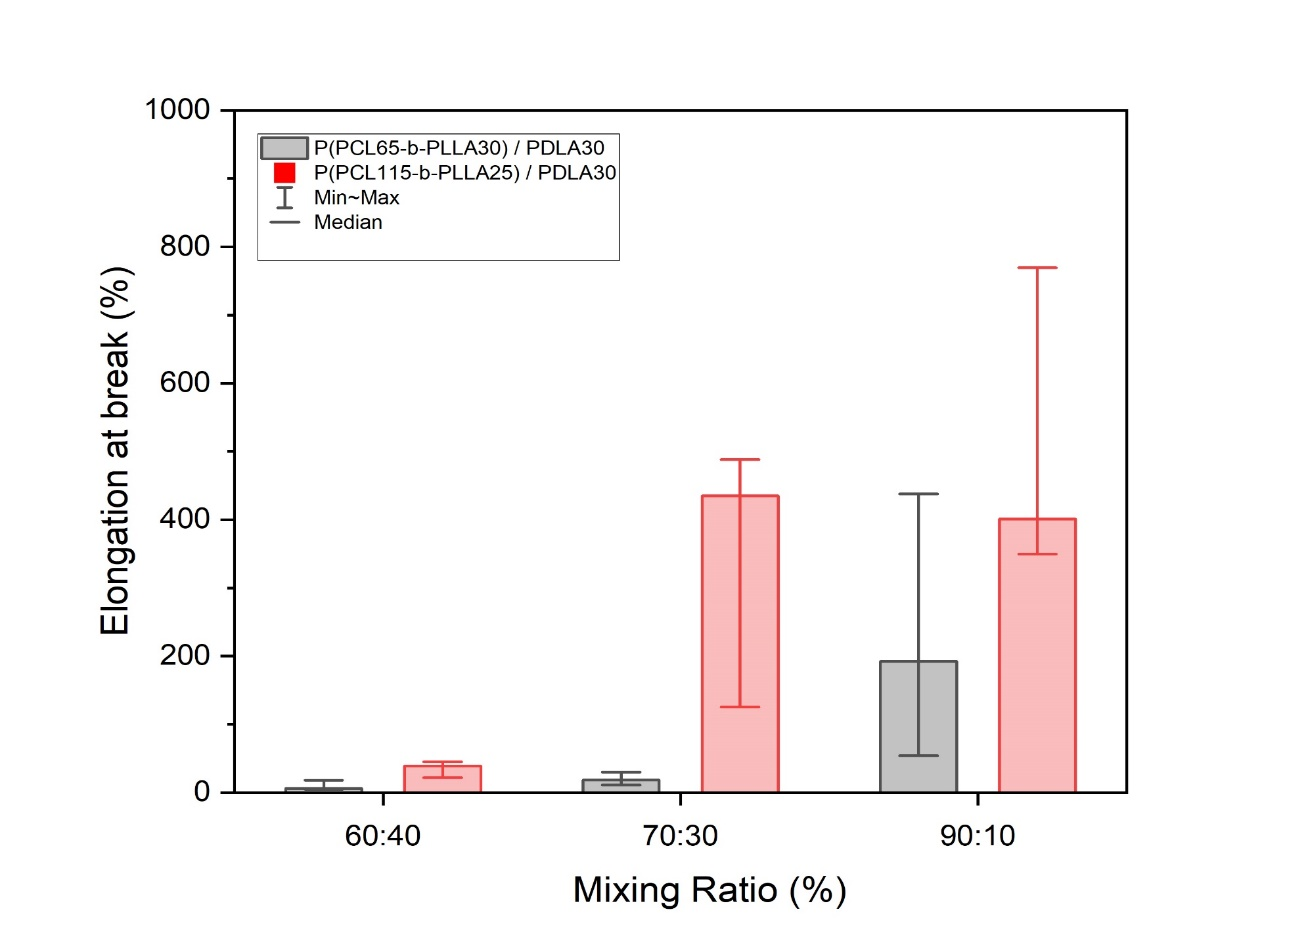 1000
800
600
400
200
0
Elongation at break (%)
P(PCL65-b-PLLA30) / PDLA30
P(PCL115-b-PLLA25) / PDLA30
Min~Max
Median
60:40
70:30
90:10
Mixing Ratio (%)